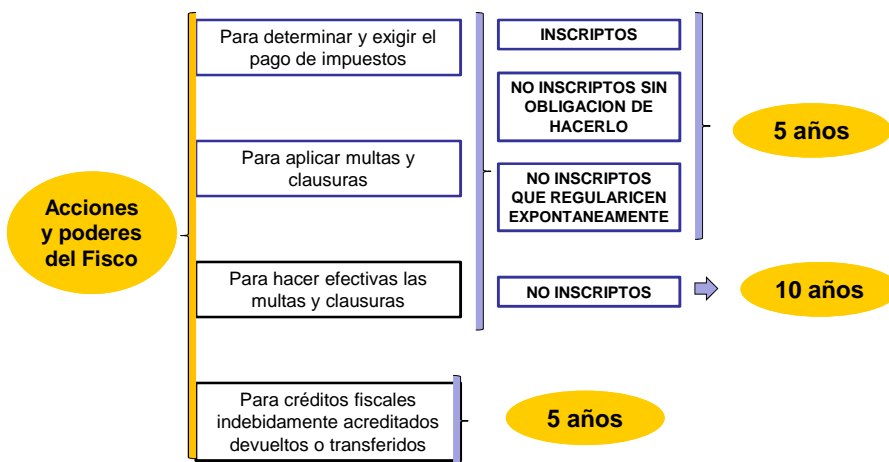 Acciones
y poderes
del Fisco
Para determinar y exigir el
pago de impuestos
Para aplicar multas y
clausuras
Para hacer efectivas las
multas y clausuras
Para créditos fiscales
indebidamente acreditados
devueltos o transferidos
INSCRIPTOS
NO INSCRIPTOS SIN
OBLIGACION DE
HACERLO
NO INSCRIPTOS
QUE REGULARICEN
EXPONTANEAMENTE
NO INSCRIPTOS
5 años
10 años
5 años